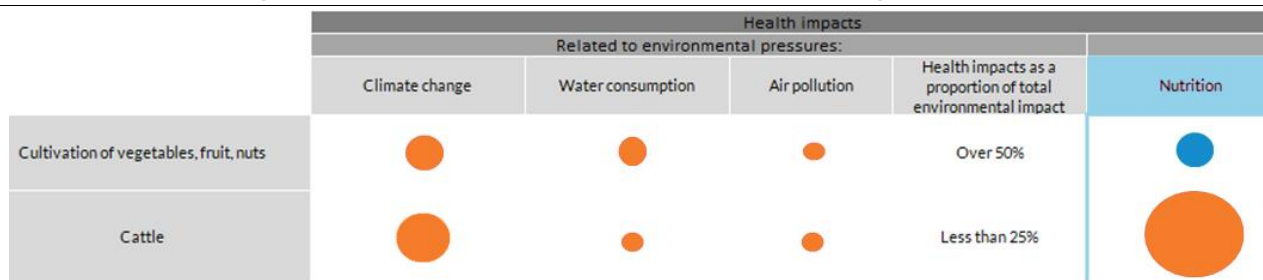 Health impacts
Related to environmental pressures:
Climate change
Water consumption
Air pollution
Health impacts as a
proportion of total
environmental impact
Nutrition
Cultivation of vegetables, fruit, nuts
Over 50%
Cattle
Less than 25%